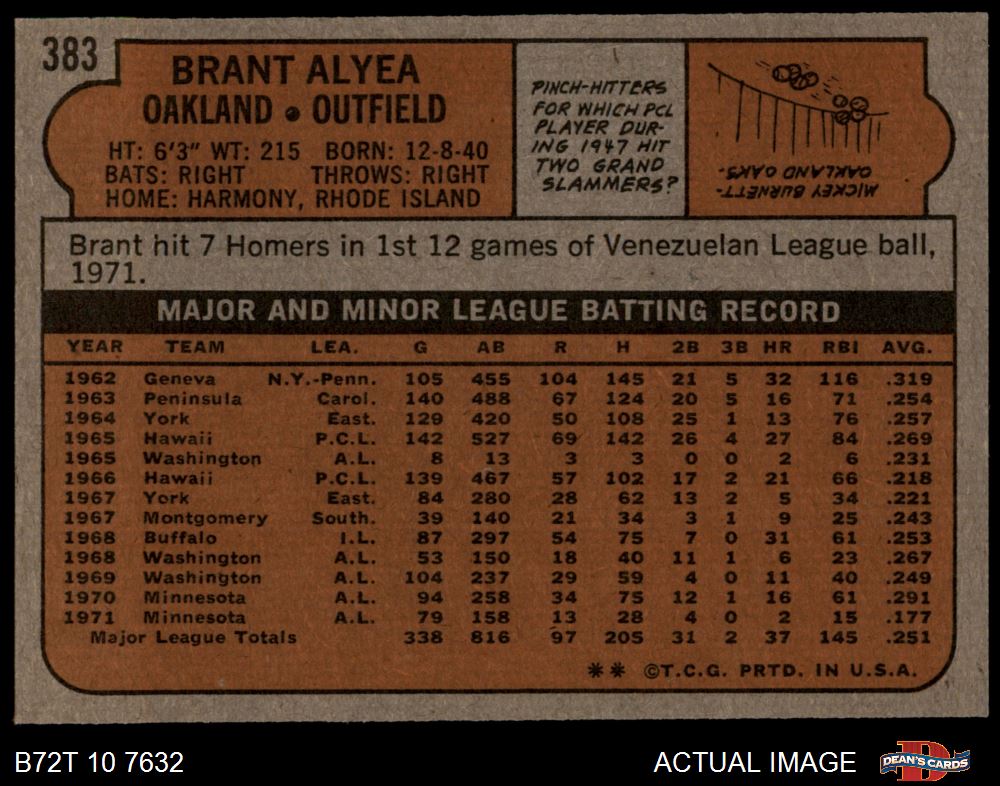 383
BRANT ALYEA
OAKLAND • OUTFIELD
HT: 6'3" WT: 215 BORN: 12-8-40
BATS: RIGHT THROWS: RIGHT
HOME: HARMONY, RHODE ISLAND
PINCH-HITTERS
FOR WHICH PCL
PLAYER DUR-
ING 1947 HIT
TWO GRAND
SLAMMERS?
MICKEY BURNETT-
OAKLAND OAKS.
Brant hit 7 Homers in 1st 12 games of Venezuelan League ball,
1971.
MAJOR AND MINOR LEAGUE BATTING RECORD
YEAR TEAM LEA. G AB R H 2B 3B HR RBI AVG.
1962 Geneva N.Y.-Penn. 105 455 104 145 21 5 32 116 .319
1963 Peninsula Carol. 140 488 67 124 20 5 16 71 .254
1964 York East. 129 420 50 108 25 1 13 76 .257
1965 Hawaii P.C.L. 142 527 69 142 26 4 27 84 .269
1965 Washington A.L. 8 13 3 3 0 0 2 6 .231
1966 Hawaii P.C.L. 139 467 57 102 17 2 21 66 .218
1967 York East. 84 280 28 62 13 2 5 34 .221
1967 Montgomery South. 39 140 21 34 3 1 9 25 .243
1968 Buffalo I.L. 87 297 54 75 7 0 31 61 .253
1968 Washington A.L. 53 150 18 40 11 1 6 23 .267
1969 Washington A.L. 104 237 29 59 4 0 11 40 .249
1970 Minnesota A.L. 94 258 34 75 12 1 16 61 .291
1971 Minnesota A.L. 79 158 13 28 4 0 2 15 .177
Major League Totals 338 816 97 205 31 2 37 145 .251
** ©T.C.G. PRTD. IN U.S.A.
B72T 10 7632 ACTUAL IMAGE
D DEAN'S CARDS